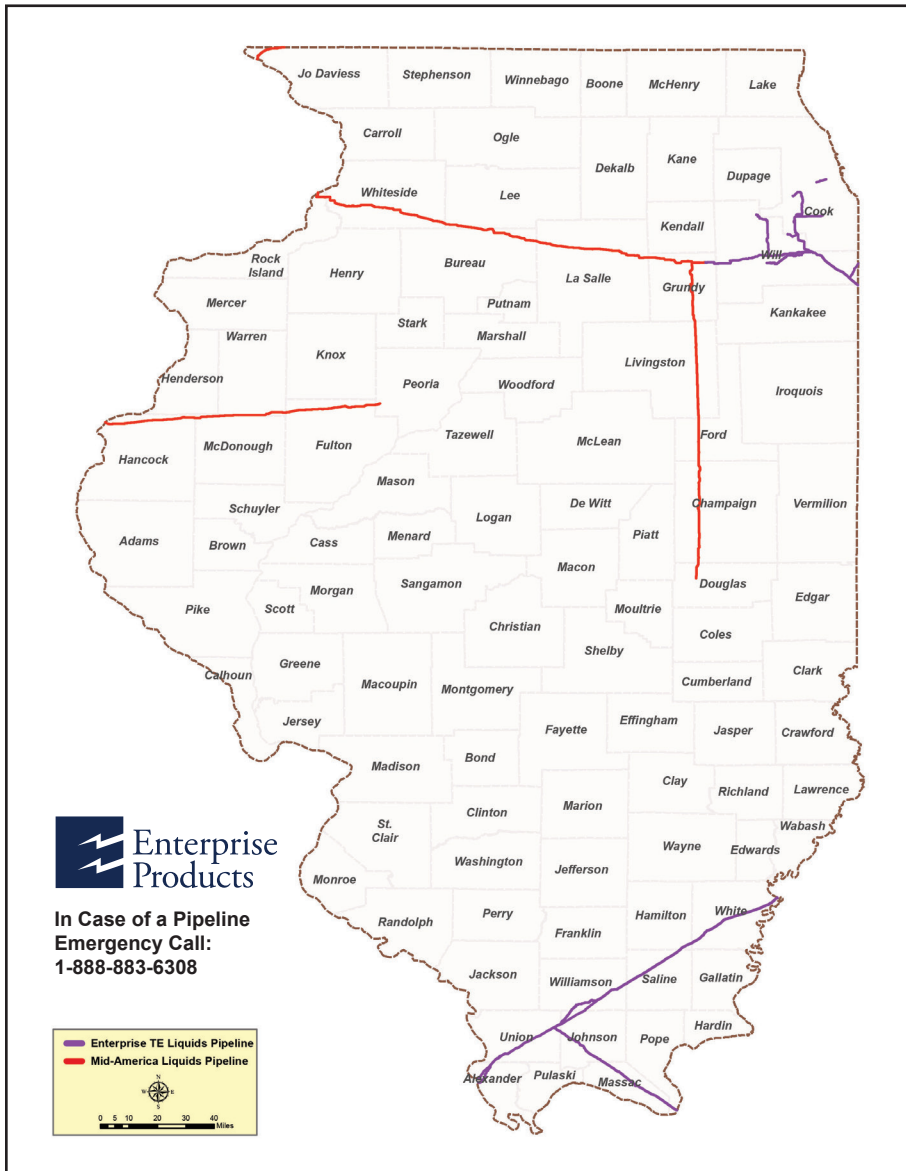 Jo Daviess
Stephenson
Winnebago
Boone
McHenry
Lake
Carroll
Ogle
Dekalb
Kane
Dupage
Whiteside
Lee
Cook
Kendall
Will
Rock
Island
Henry
Bureau
La Salle
Grundy
Mercer
Putnam
Kankakee
Stark
Marshall
Warren
Knox
Livingston
Henderson
Peoria
Woodford
Iroquois
Tazewell
McLean
Ford
Hancock
McDonough
Fulton
Mason
Schuyler
Logan
De Witt
Champaign
Vermilion
Adams
Brown
Cass
Menard
Piatt
Macon
Morgan
Sangamon
Douglas
Edgar
Pike
Scott
Christian
Moultrie
Coles
Shelby
Calhoun
Greene
Macoupin
Montgomery
Cumberland
Clark
Jersey
Fayette
Effingham
Jasper
Crawford
Madison
Bond
Clay
Richland
Lawrence
Clinton
Marion
St.
Clair
Wabash
Washington
Wayne
Edwards
Jefferson
Monroe
Randolph
Perry
Hamilton
White
Franklin
Jackson
Williamson
Saline
Gallatin
Union
Johnson
Pope
Hardin
Alexander
Pulaski
Massac
Enterprise
Products
In Case of a Pipeline
Emergency Call:
1-888-883-6308
Enterprise TE Liquids Pipeline
Mid-America Liquids Pipeline
N
W E
S
0 5 10 20 30 40
Miles